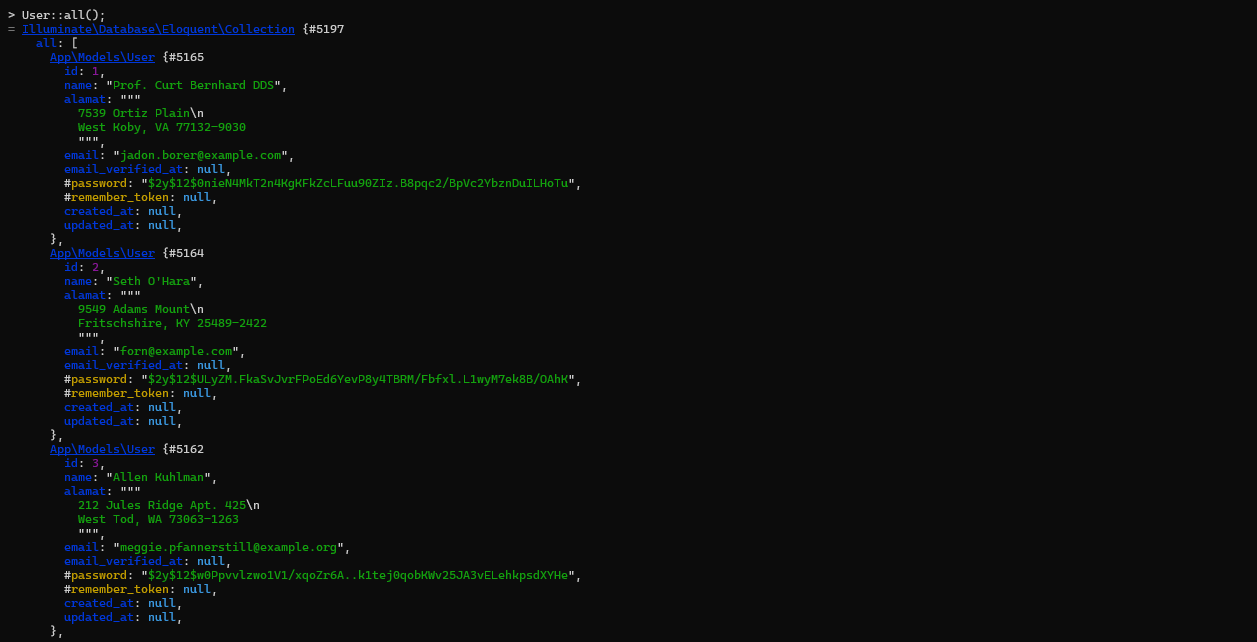 > User::all();
= Illuminate\Database\Eloquent\Collection {#5197
all: [
App\Models\User {#5165
id: 1,
name: "Prof. Curt Bernhard DDS",
alamat: """
7539 Ortiz Plain\n
West Koby, VA 77132-9030
""",
email: "jadon.borer@example.com",
email_verified_at: null,
#password: "$2y$12$0nieN4MkT2n4KgKFkZcLFuu90ZIz.B8pqc2/BpVc2YbznDuILHoTu",
#remember_token: null,
created_at: null,
updated_at: null,
},
App\Models\User {#5164
id: 2,
name: "Seth O'Hara",
alamat: """
9549 Adams Mount\n
Fritschshire, KY 25489-2422
""",
email: "forn@example.com",
email_verified_at: null,
#password: "$2y$12$ULyZM.FkaSvJvrFPoEd6YevP8y4TBRM/Fbfxl.L1wyM7ek8B/OAhK",
#remember_token: null,
created_at: null,
updated_at: null,
},
App\Models\User {#5162
id: 3,
name: "Allen Kuhlman",
alamat: """
212 Jules Ridge Apt. 425\n
West Tod, WA 73063-1263
""",
email: "meggie.pfannerstill@example.org",
email_verified_at: null,
#password: "$2y$12$w0Ppvvlzwo1V1/xqoZr6A..k1tej0qobKWv25JA3vELehkpsdXYHe",
#remember_token: null,
created_at: null,
updated_at: null,
},